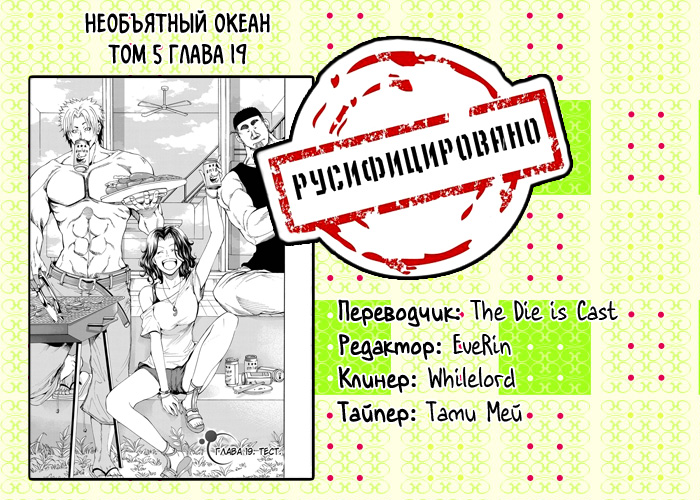 НЕОБЪЯТНЫЙ ОКЕАН
ТОМ 5 ГЛАВА 19
РУСИФИЦИРОВАНО
Переводчик: The Die is Cast
Редактор: EveRin
Клинер: Whilelord
Тайпер: Тами Мей
ГЛАВА 19: ТЕСТ